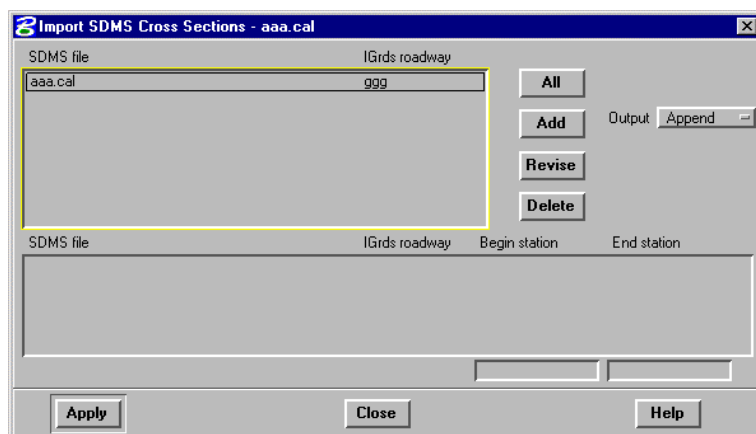 Import SDMS Cross Sections - aaa.cal
SDMS file IGrds roadway
aaa.cal ggg
All
Add
Output Append
Revise
Delete
SDMS file IGrds roadway Begin station End station
Apply Close Help